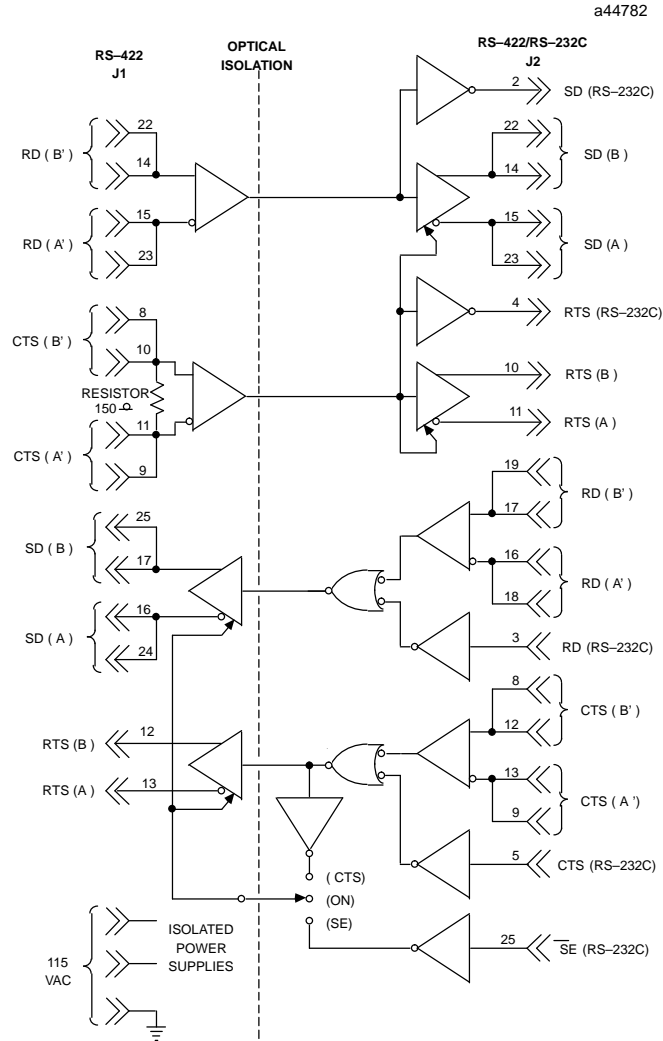 a44782
RS–422
J1
OPTICAL
ISOLATION
RS–422/RS–232C
J2
2
SD (RS–232C)
22
RD ( B' )
14
22
SD ( B )
14
15
RD ( A' )
23
15
SD ( A )
23
8
CTS ( B' )
10
4
RTS (RS–232C)
RESISTOR
150
10
RTS ( B )
11
CTS ( A' )
9
11
RTS ( A )
19
RD ( B' )
17
25
SD ( B )
17
16
RD ( A' )
18
16
SD ( A )
24
3
RD (RS–232C)
8
CTS ( B' )
12
12
RTS ( B )
13
RTS ( A )
13
CTS ( A ')
9
5
CTS (RS–232C)
( CTS)
(ON)
(SE)
25
SE (RS–232C)
115
VAC
ISOLATED
POWER
SUPPLIES